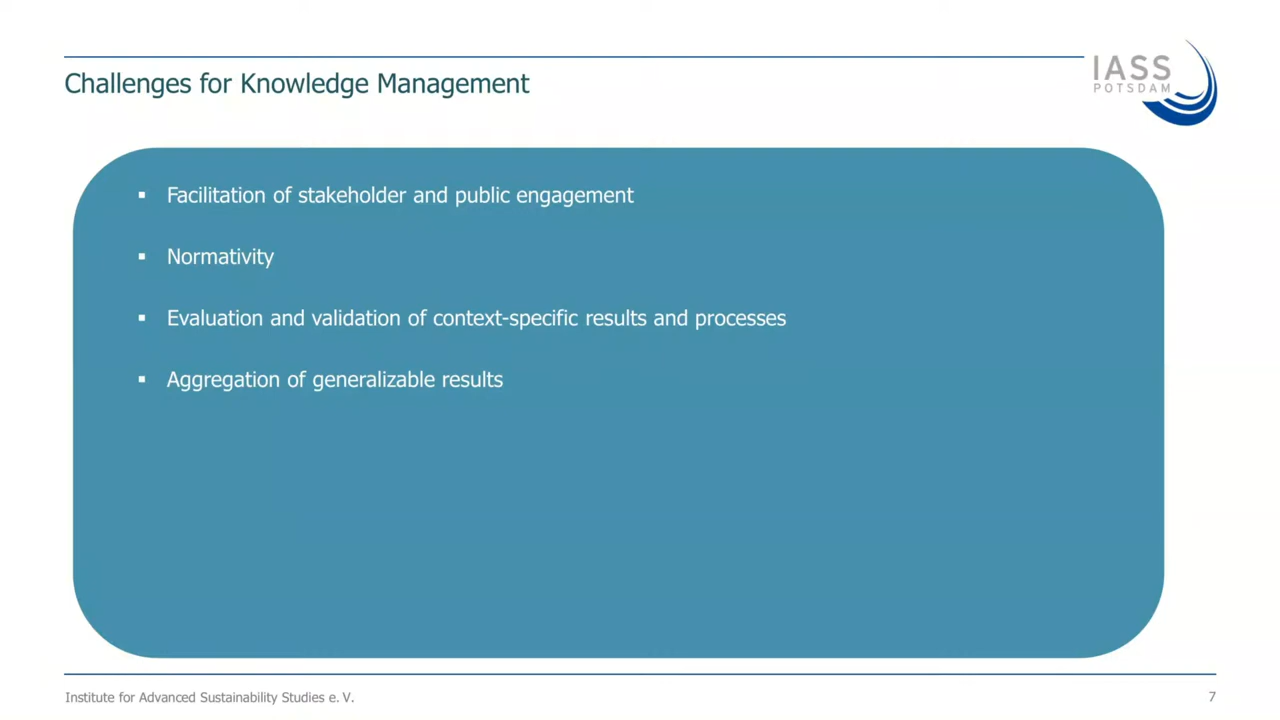 Challenges for Knowledge Management
IASS
POTSDAM
▪ Facilitation of stakeholder and public engagement
▪ Normativity
▪ Evaluation and validation of context-specific results and processes
▪ Aggregation of generalizable results
Institute for Advanced Sustainability Studies e. V.
7